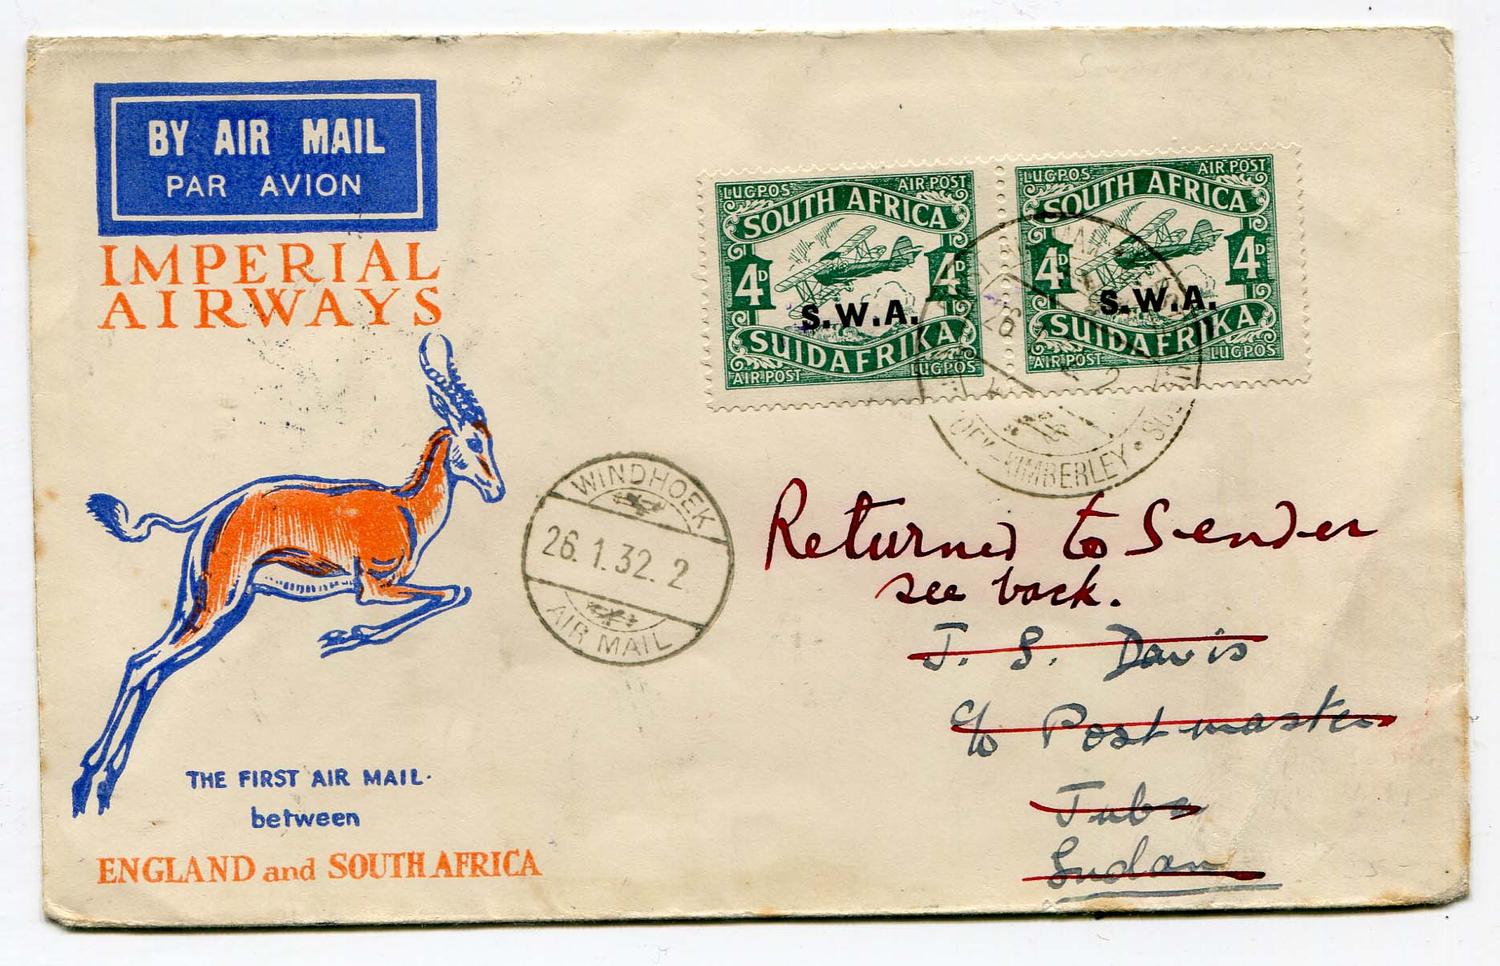 BY AIR MAIL
PAR AVION
IMPERIAL
AIRWAYS
THE FIRST AIR MAIL.
between
ENGLAND and SOUTH AFRICA
LUGPOS AIR POST
SOUTH AFRICA
4D 4D
S.W.A.
SUIDAFRIKA
AIR POST LUGPOS
LUGPOS AIR POST
SOUTH AFRICA
4D 4D
S.W.A.
SUIDAFRIKA
AIR POST LUGPOS
26
KIMBERLEY
WINDHOEK
26.1.32.2
AIR MAIL
Returned to Sender
see back.
J. S. Davis
c/o Postmaster
Juba
Sudan